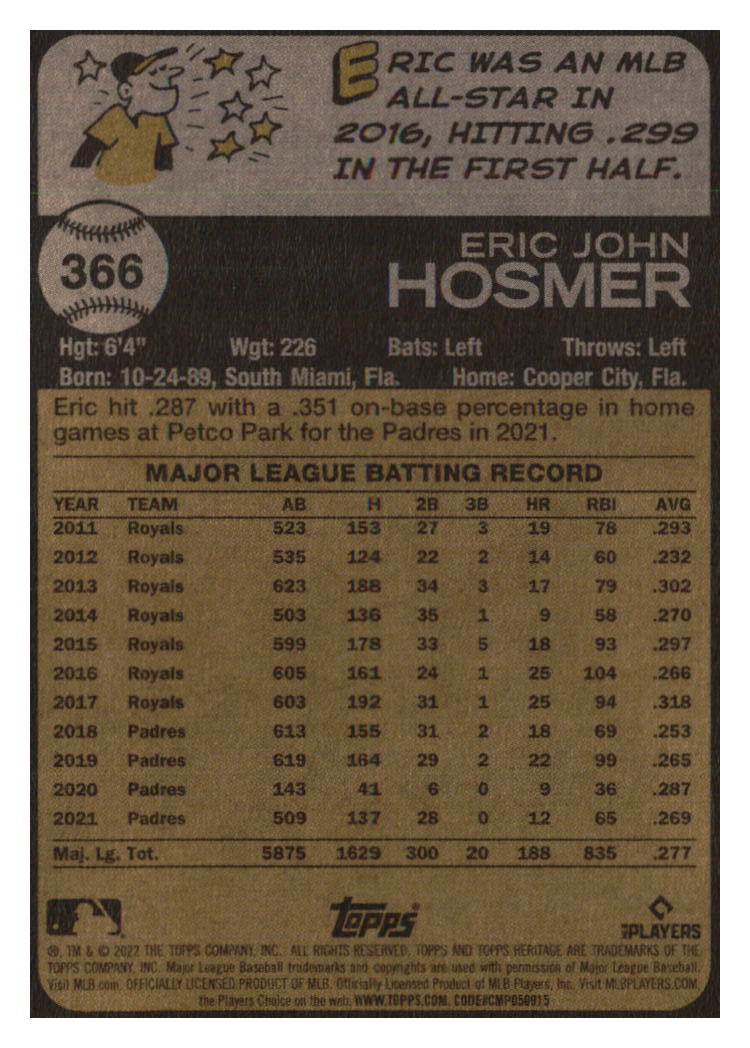 ERIC WAS AN MLB
ALL-STAR IN
2016, HITTING .299
IN THE FIRST HALF.
366
ERIC JOHN
HOSMER
Hgt: 6'4" Wgt: 226 Bats: Left Throws: Left
Born: 10-24-89, South Miami, Fla. Home: Cooper City, Fla.
Eric hit .287 with a .351 on-base percentage in home
games at Petco Park for the Padres in 2021.
MAJOR LEAGUE BATTING RECORD
YEAR TEAM AB H 2B 3B HR RBI AVG
2011 Royals 523 153 27 3 19 78 .293
2012 Royals 535 124 22 2 14 60 .232
2013 Royals 623 188 34 3 17 79 .302
2014 Royals 503 136 35 1 9 58 .270
2015 Royals 599 178 33 5 18 93 .297
2016 Royals 605 161 24 1 25 104 .266
2017 Royals 603 192 31 1 25 94 .318
2018 Padres 613 155 31 2 18 69 .253
2019 Padres 619 164 29 2 22 99 .265
2020 Padres 143 41 6 0 9 36 .287
2021 Padres 509 137 28 0 12 65 .269
Maj. Lg. Tot. 5875 1629 300 20 188 835 .277
Topps
MLB PLAYERS
®, TM & © 2022 THE TOPPS COMPANY, INC. ALL RIGHTS RESERVED. TOPPS AND TOPPS HERITAGE ARE TRADEMARKS OF THE
TOPPS COMPANY, INC. Major League Baseball trademarks and copyrights are used with permission of Major League Baseball.
Visit MLB.com. OFFICIALLY LICENSED PRODUCT OF MLB. Officially Licensed Product of MLB Players, Inc. Visit MLBPLAYERS.COM,
the Players Choice on the web. WWW.TOPPS.COM. CODE#CMP050915